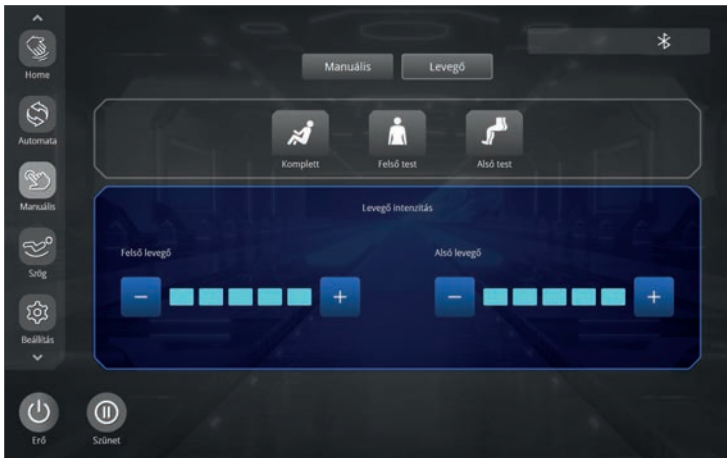 Home
Automata
Manuális
Szög
Beállítás
Erő
Szünet
Manuális
Levegő
Komplett
Felső test
Alsó test
Levegő intenzitás
Felső levegő
Alsó levegő